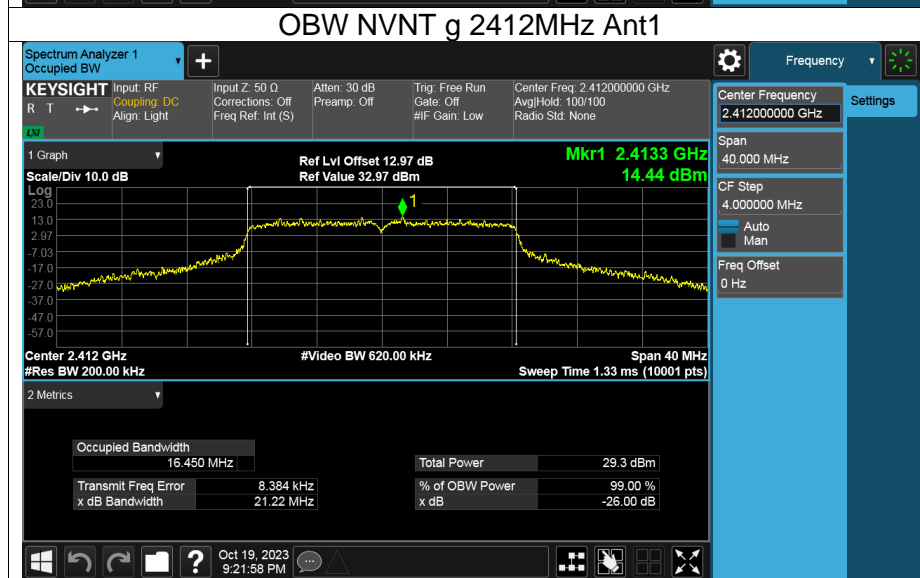 OBW NVNT g 2412MHz Ant1
Spectrum Analyzer 1
Occupied BW
+
Frequency
KEYSIGHT
R T
LXI
Input: RF
Coupling: DC
Align: Light
Input Z: 50 Ω
Corrections: Off
Freq Ref: Int (S)
Atten: 30 dB
Preamp: Off
Trig: Free Run
Gate: Off
#IF Gain: Low
Center Freq: 2.412000000 GHz
Avg|Hold: 100/100
Radio Std: None
Center Frequency
2.412000000 GHz
Settings
Span
40.000 MHz
CF Step
4.000000 MHz
Auto
Man
Freq Offset
0 Hz
1 Graph
Scale/Div 10.0 dB
Ref Lvl Offset 12.97 dB
Ref Value 32.97 dBm
Mkr1 2.4133 GHz
14.44 dBm
Log
23.0
13.0
2.97
-7.03
-17.0
-27.0
-37.0
-47.0
-57.0
1
Center 2.412 GHz
#Res BW 200.00 kHz
#Video BW 620.00 kHz
Span 40 MHz
Sweep Time 1.33 ms (10001 pts)
2 Metrics
Occupied Bandwidth
16.450 MHz
Transmit Freq Error 8.384 kHz
x dB Bandwidth 21.22 MHz
Total Power 29.3 dBm
% of OBW Power 99.00 %
x dB -26.00 dB
?
Oct 19, 2023
9:21:58 PM